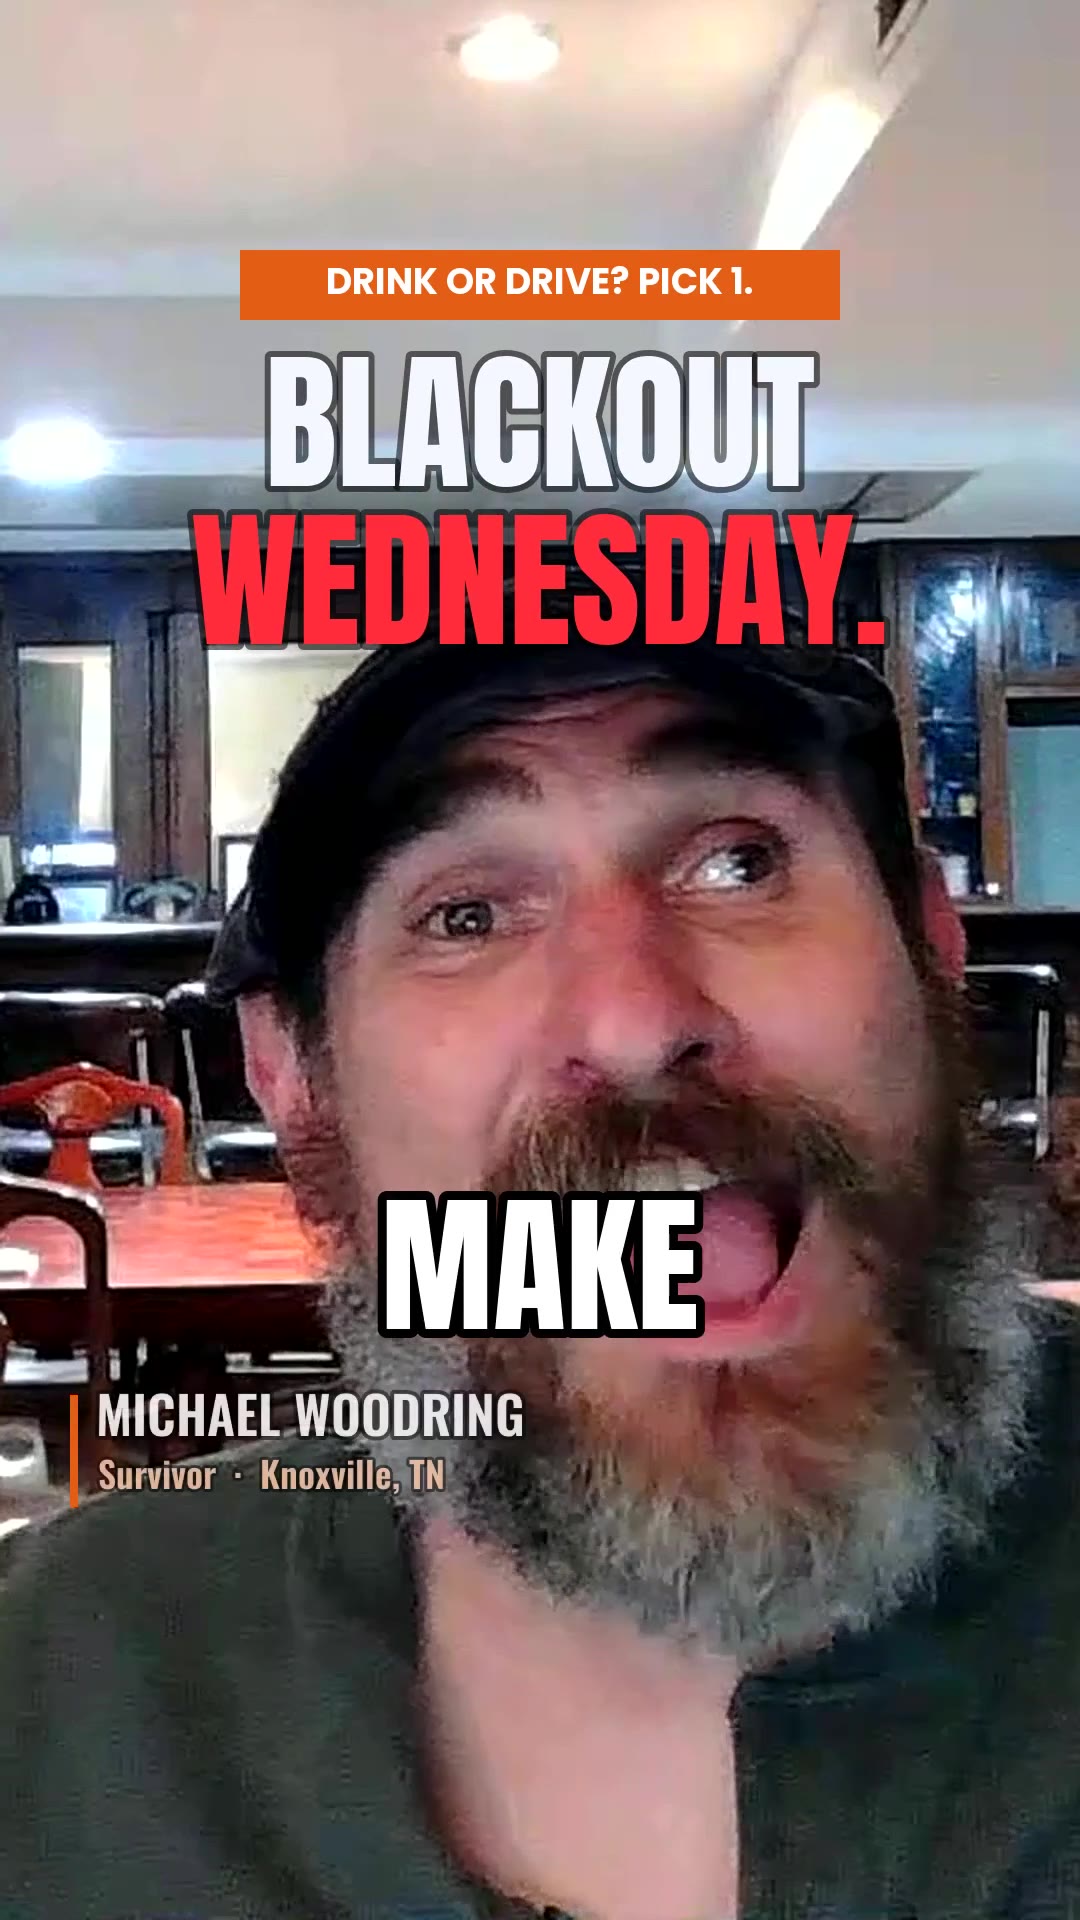 DRINK OR DRIVE? PICK 1.
BLACKOUT
WEDNESDAY.
MAKE
MICHAEL WOODRING
Survivor · Knoxville, TN